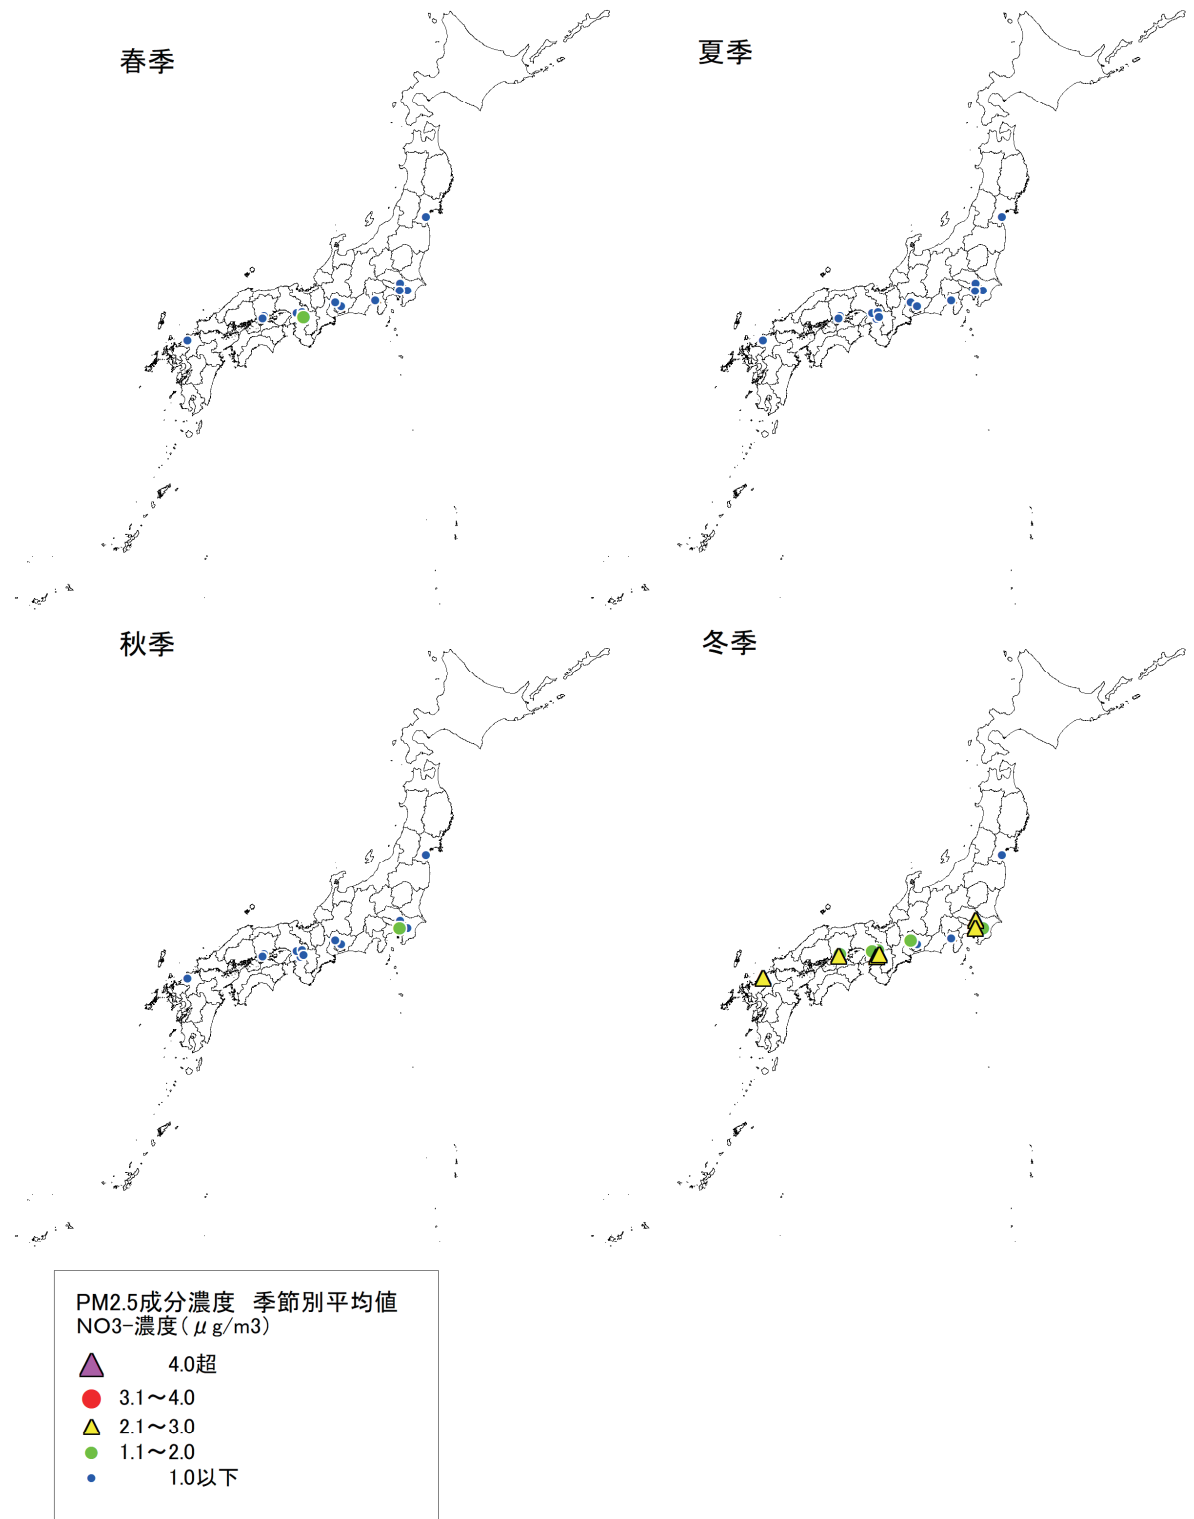 春季
夏季
秋季
冬季
PM2.5成分濃度　季節別平均値
NO3-濃度(μg/m3)
4.0超
3.1～4.0
2.1～3.0
1.1～2.0
1.0以下